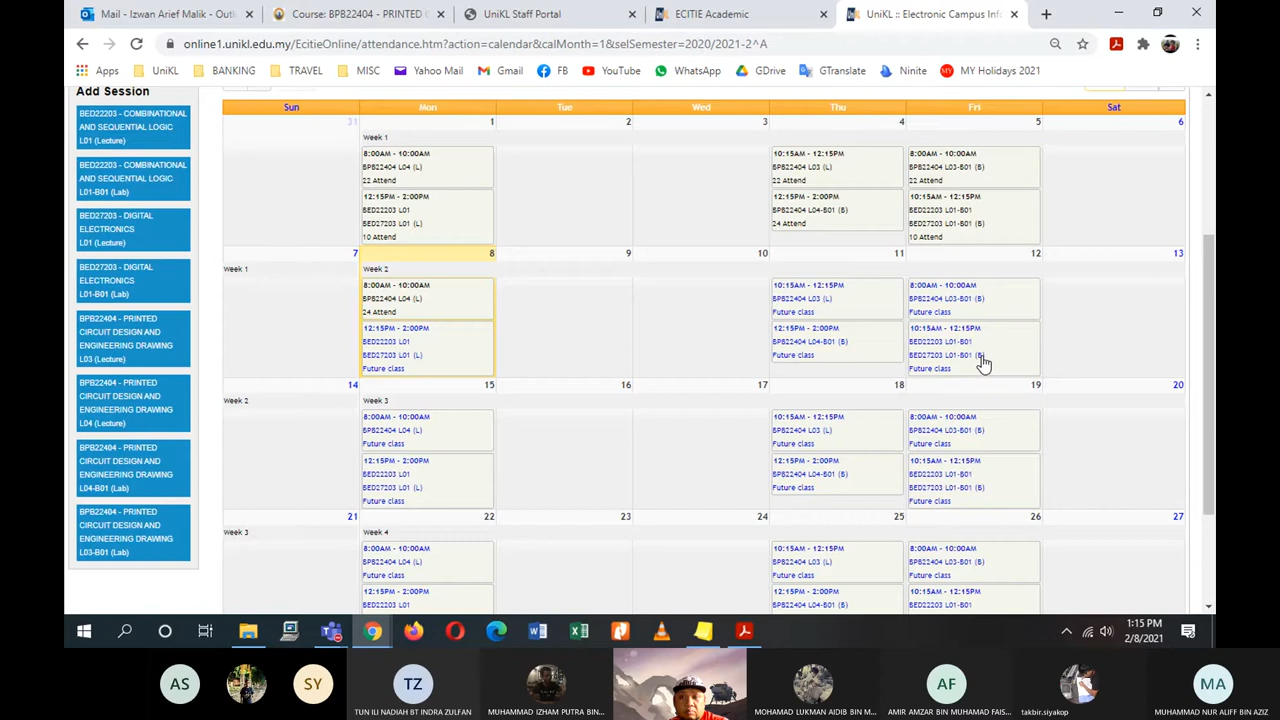 Mail - Izwan Arief Malik - Outl
Course: BPB22404 - PRINTED C
UniKL Staff Portal
ECITIE Academic
UniKL :: Electronic Campus Info
online1.unikl.edu.my/EcitieOnline/attendance.htm?action=calendar&calMonth=1&selSemester=2020/2021-2^A
Apps UniKL BANKING TRAVEL MISC Yahoo Mail Gmail FB YouTube WhatsApp GDrive GTranslate Ninite MY Holidays 2021
Add Session
BED22203 - COMBINATIONAL
AND SEQUENTIAL LOGIC
L01 (Lecture)
BED22203 - COMBINATIONAL
AND SEQUENTIAL LOGIC
L01-B01 (Lab)
BED27203 - DIGITAL
ELECTRONICS
L01 (Lecture)
BED27203 - DIGITAL
ELECTRONICS
L01-B01 (Lab)
BPB22404 - PRINTED
CIRCUIT DESIGN AND
ENGINEERING DRAWING
L03 (Lecture)
BPB22404 - PRINTED
CIRCUIT DESIGN AND
ENGINEERING DRAWING
L04 (Lecture)
BPB22404 - PRINTED
CIRCUIT DESIGN AND
ENGINEERING DRAWING
L04-B01 (Lab)
BPB22404 - PRINTED
CIRCUIT DESIGN AND
ENGINEERING DRAWING
L03-B01 (Lab)
Sun Mon Tue Wed Thu Fri Sat
31 1 2 3 4 5 6
Week 1
8:00AM - 10:00AM
BPB22404 L04 (L)
22 Attend
12:15PM - 2:00PM
BED22203 L01
BED27203 L01 (L)
10 Attend
10:15AM - 12:15PM
BPB22404 L03 (L)
22 Attend
12:15PM - 2:00PM
BPB22404 L04-B01 (B)
24 Attend
8:00AM - 10:00AM
BPB22404 L03-B01 (B)
22 Attend
10:15AM - 12:15PM
BED22203 L01-B01
BED27203 L01-B01 (B)
10 Attend
7 8 9 10 11 12 13
Week 1
Week 2
8:00AM - 10:00AM
BPB22404 L04 (L)
24 Attend
12:15PM - 2:00PM
BED22203 L01
BED27203 L01 (L)
Future class
10:15AM - 12:15PM
BPB22404 L03 (L)
Future class
12:15PM - 2:00PM
BPB22404 L04-B01 (B)
Future class
8:00AM - 10:00AM
BPB22404 L03-B01 (B)
Future class
10:15AM - 12:15PM
BED22203 L01-B01
BED27203 L01-B01 (B)
Future class
14 15 16 17 18 19 20
Week 2
Week 3
8:00AM - 10:00AM
BPB22404 L04 (L)
Future class
12:15PM - 2:00PM
BED22203 L01
BED27203 L01 (L)
Future class
10:15AM - 12:15PM
BPB22404 L03 (L)
Future class
12:15PM - 2:00PM
BPB22404 L04-B01 (B)
Future class
8:00AM - 10:00AM
BPB22404 L03-B01 (B)
Future class
10:15AM - 12:15PM
BED22203 L01-B01
BED27203 L01-B01 (B)
Future class
21 22 23 24 25 26 27
Week 3
Week 4
8:00AM - 10:00AM
BPB22404 L04 (L)
Future class
12:15PM - 2:00PM
BED22203 L01
10:15AM - 12:15PM
BPB22404 L03 (L)
Future class
12:15PM - 2:00PM
BPB22404 L04-B01 (B)
8:00AM - 10:00AM
BPB22404 L03-B01 (B)
Future class
10:15AM - 12:15PM
BED22203 L01-B01
1:15 PM
2/8/2021
AS
SY
TZ
AF
MA
TUN ILI NADIAH BT INDRA ZULFAN
MUHAMMAD IZHAM PUTRA BIN...
MOHAMAD LUKMAN AIDIB BIN M...
AMIR AMZAR BIN MUHAMAD FAIS...
takbir.siyakop
MUHAMMAD NUR ALIFF BIN AZIZ